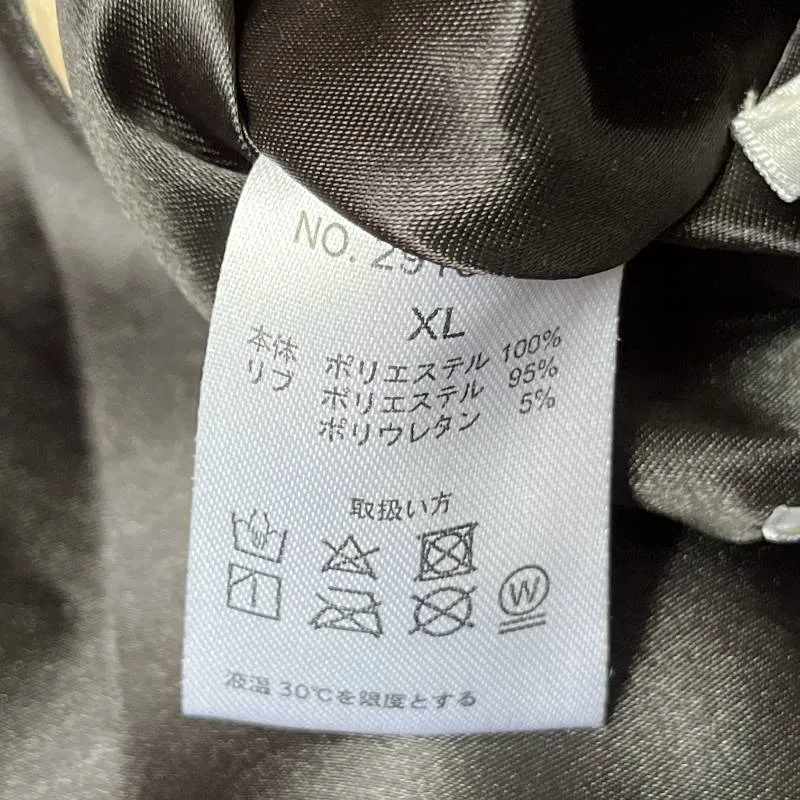 NO.
XL
本体 ポリエステル 100%
リブ ポリエステル 95%
ポリウレタン 5%
取扱い方
W
液温 30℃を限度とする